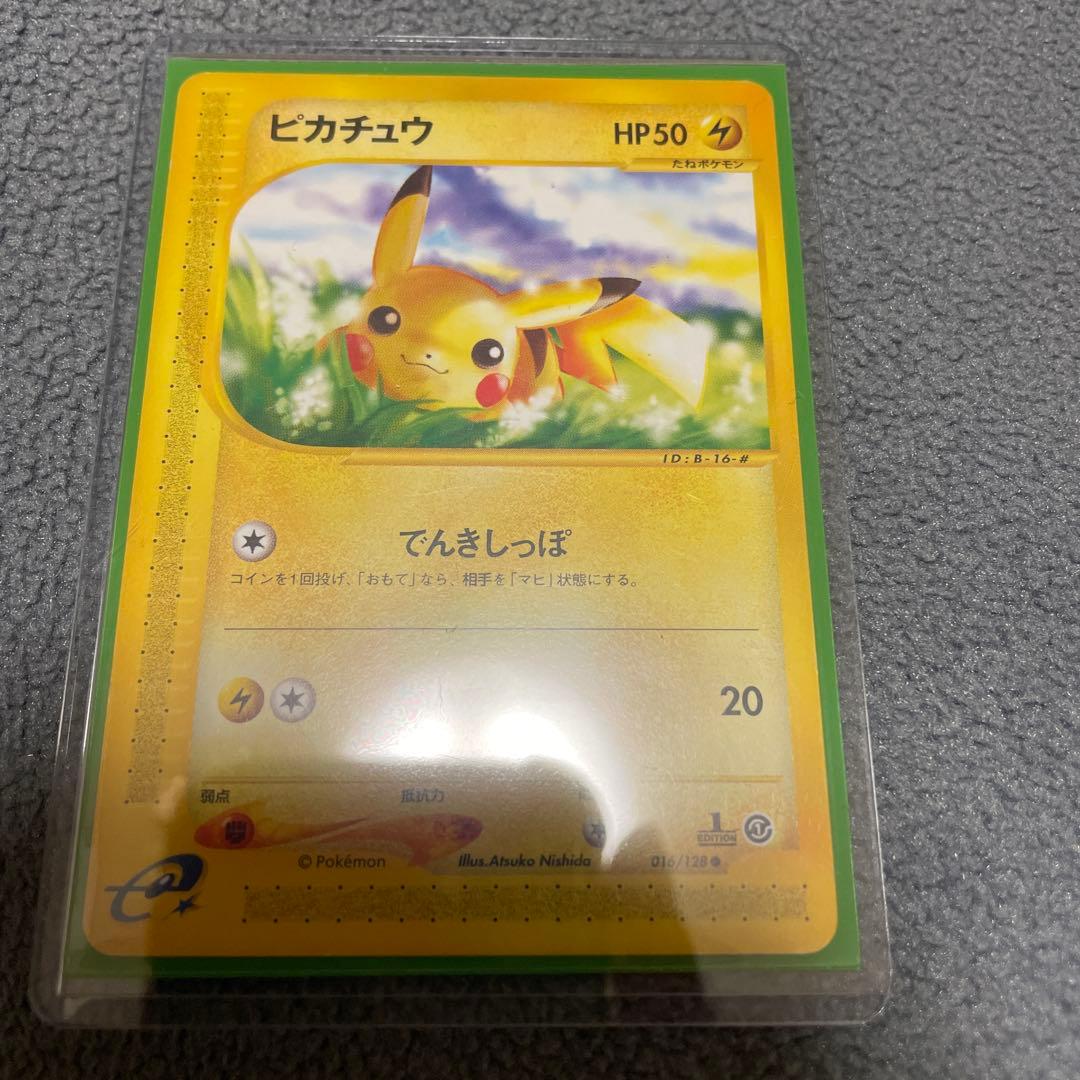 ピカチュウ HP50
たねポケモン
ID:B-16-#
でんきしっぽ
コインを1回投げ、「おもて」なら、相手を「マヒ」状態にする。
20
弱点 抵抗力
1 EDITION
© Pokémon Illus.Atsuko Nishida 016/128 ●
e